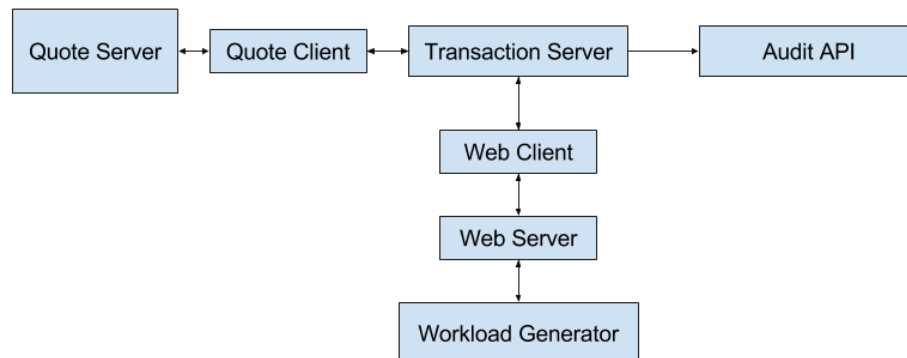 Quote Server
Quote Client
Transaction Server
Audit API
Web Client
Web Server
Workload Generator